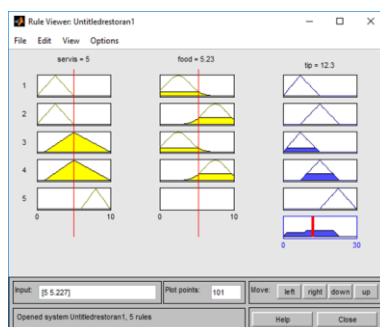 Rule Viewer: Untitledrestoran1
File Edit View Options
servis = 5
food = 5.23
tip = 12.3
1
2
3
4
5
0 10
0 10
0 30
Input: [5 5.227]
Plot points: 101
Move: left right down up
Opened system Untitledrestoran1, 5 rules
Help Close